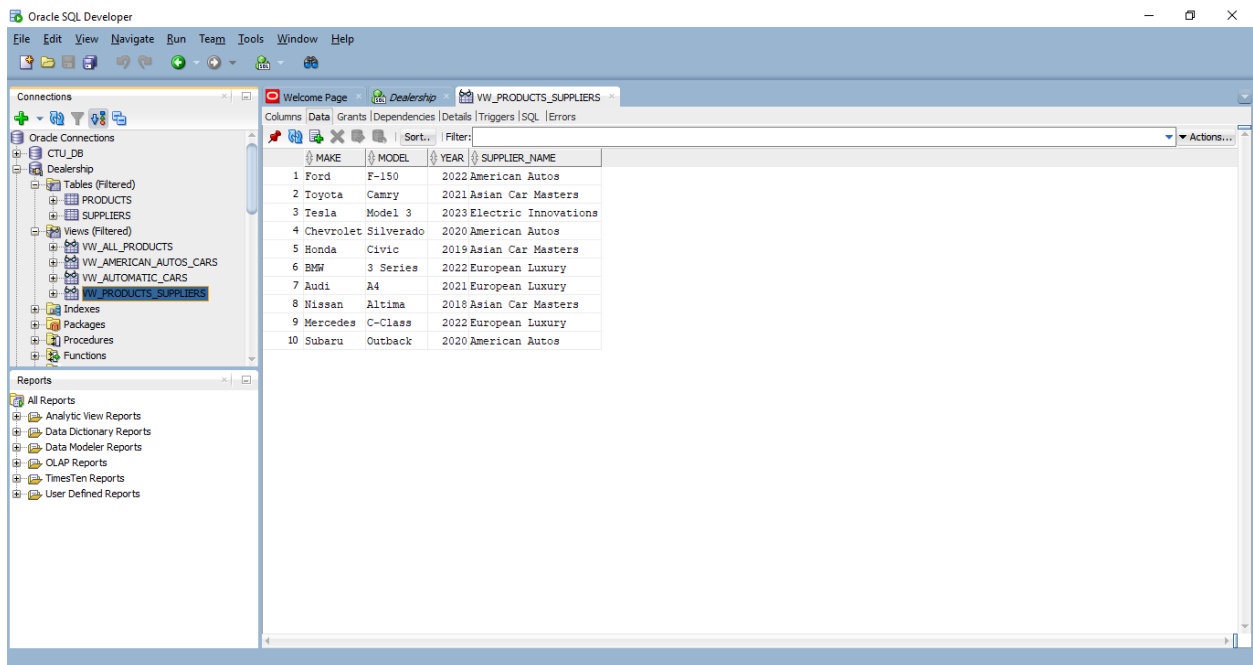 Oracle SQL Developer
File Edit View Navigate Run Team Tools Window Help
Connections
Oracle Connections
CTU_DB
Dealership
Tables (Filtered)
PRODUCTS
SUPPLIERS
Views (Filtered)
VW_ALL_PRODUCTS
VW_AMERICAN_AUTOS_CARS
VW_AUTOMATIC_CARS
VW_PRODUCTS_SUPPLIERS
Indexes
Packages
Procedures
Functions
Reports
All Reports
Analytic View Reports
Data Dictionary Reports
Data Modeler Reports
OLAP Reports
TimesTen Reports
User Defined Reports
Welcome Page Dealership VW_PRODUCTS_SUPPLIERS
Columns Data Grants Dependencies Details Triggers SQL Errors
Sort.. Filter: Actions...
MAKE MODEL YEAR SUPPLIER_NAME
1 Ford F-150 2022 American Autos
2 Toyota Camry 2021 Asian Car Masters
3 Tesla Model 3 2023 Electric Innovations
4 Chevrolet Silverado 2020 American Autos
5 Honda Civic 2019 Asian Car Masters
6 BMW 3 Series 2022 European Luxury
7 Audi A4 2021 European Luxury
8 Nissan Altima 2018 Asian Car Masters
9 Mercedes C-Class 2022 European Luxury
10 Subaru Outback 2020 American Autos